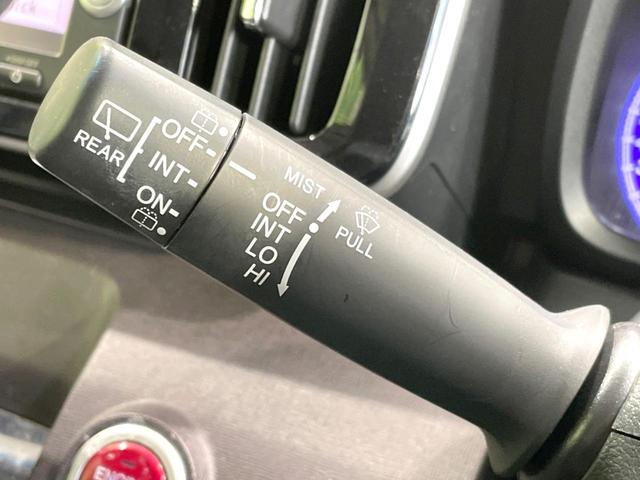 REAR
OFF
INT
ON
MIST
OFF
INT
LO
HI
PULL